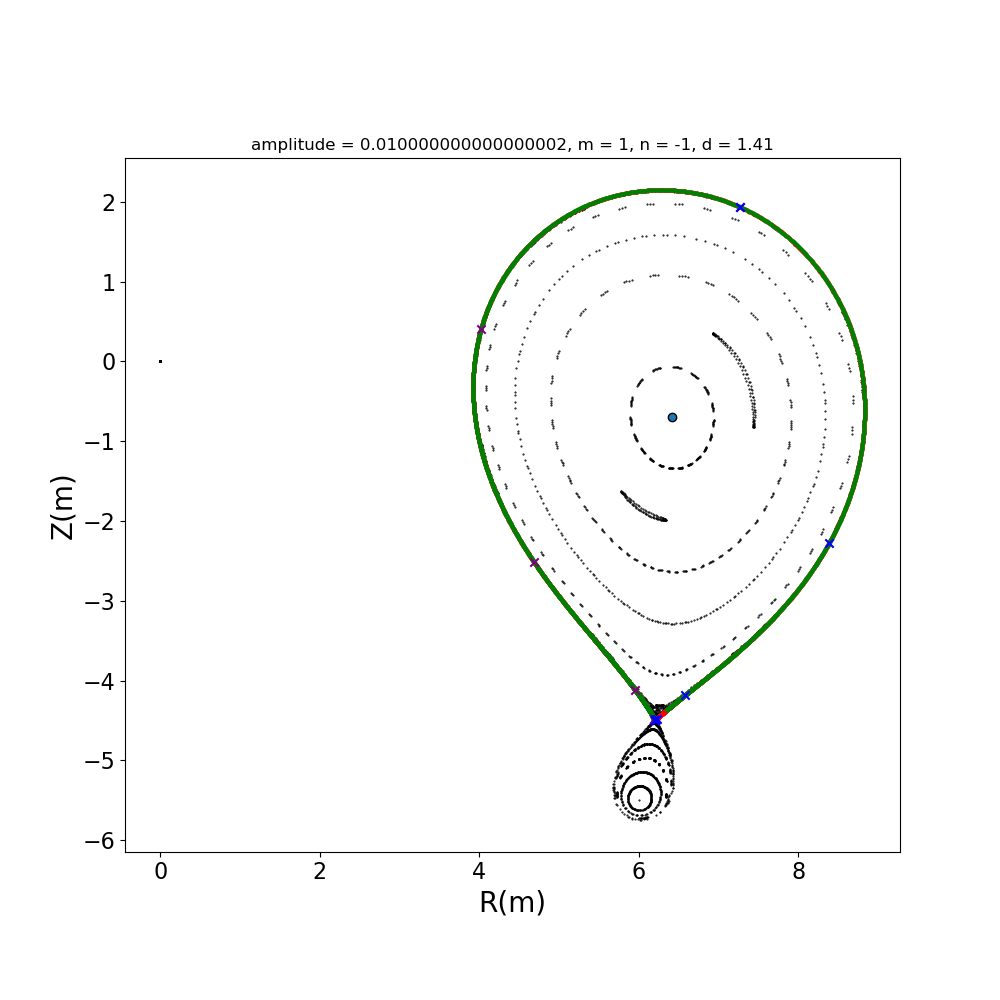 amplitude = 0.010000000000000002, m = 1, n = -1, d = 1.41
2
1
0
−1
−2
−3
−4
−5
−6
Z(m)
0 2 4 6 8
R(m)